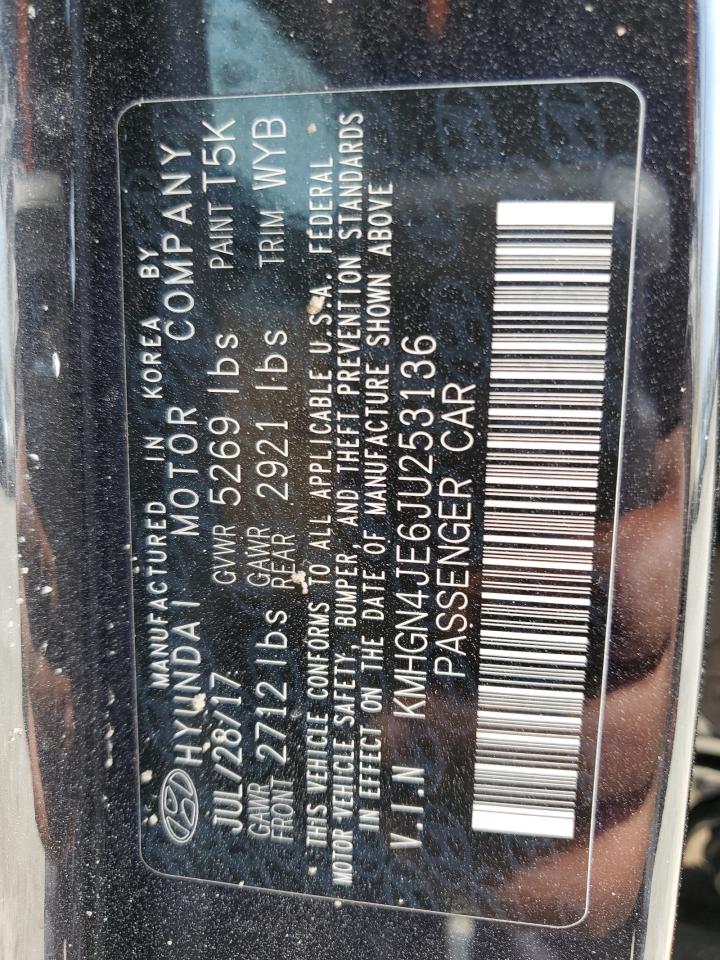 MANUFACTURED IN KOREA BY
HYUNDAI MOTOR COMPANY
JUL/28/17 GVWR 5269 lbs PAINT T5K
GAWR FRONT 2712 lbs GAWR REAR 2921 lbs TRIM WYB
THIS VEHICLE CONFORMS TO ALL APPLICABLE U.S.A. FEDERAL
MOTOR VEHICLE SAFETY, BUMPER, AND THEFT PREVENTION STANDARDS
IN EFFECT ON THE DATE OF MANUFACTURE SHOWN ABOVE
V.I.N KMHGN4JE6JU253136
PASSENGER CAR